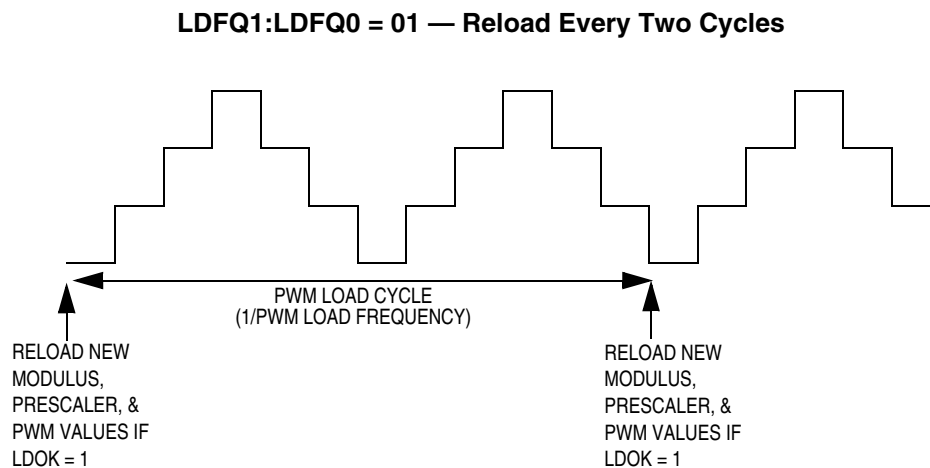 LDFQ1:LDFQ0 = 01 — Reload Every Two Cycles
PWM LOAD CYCLE
(1/PWM LOAD FREQUENCY)
RELOAD NEW
MODULUS,
PRESCALER, &
PWM VALUES IF
LDOK = 1
RELOAD NEW
MODULUS,
PRESCALER, &
PWM VALUES IF
LDOK = 1